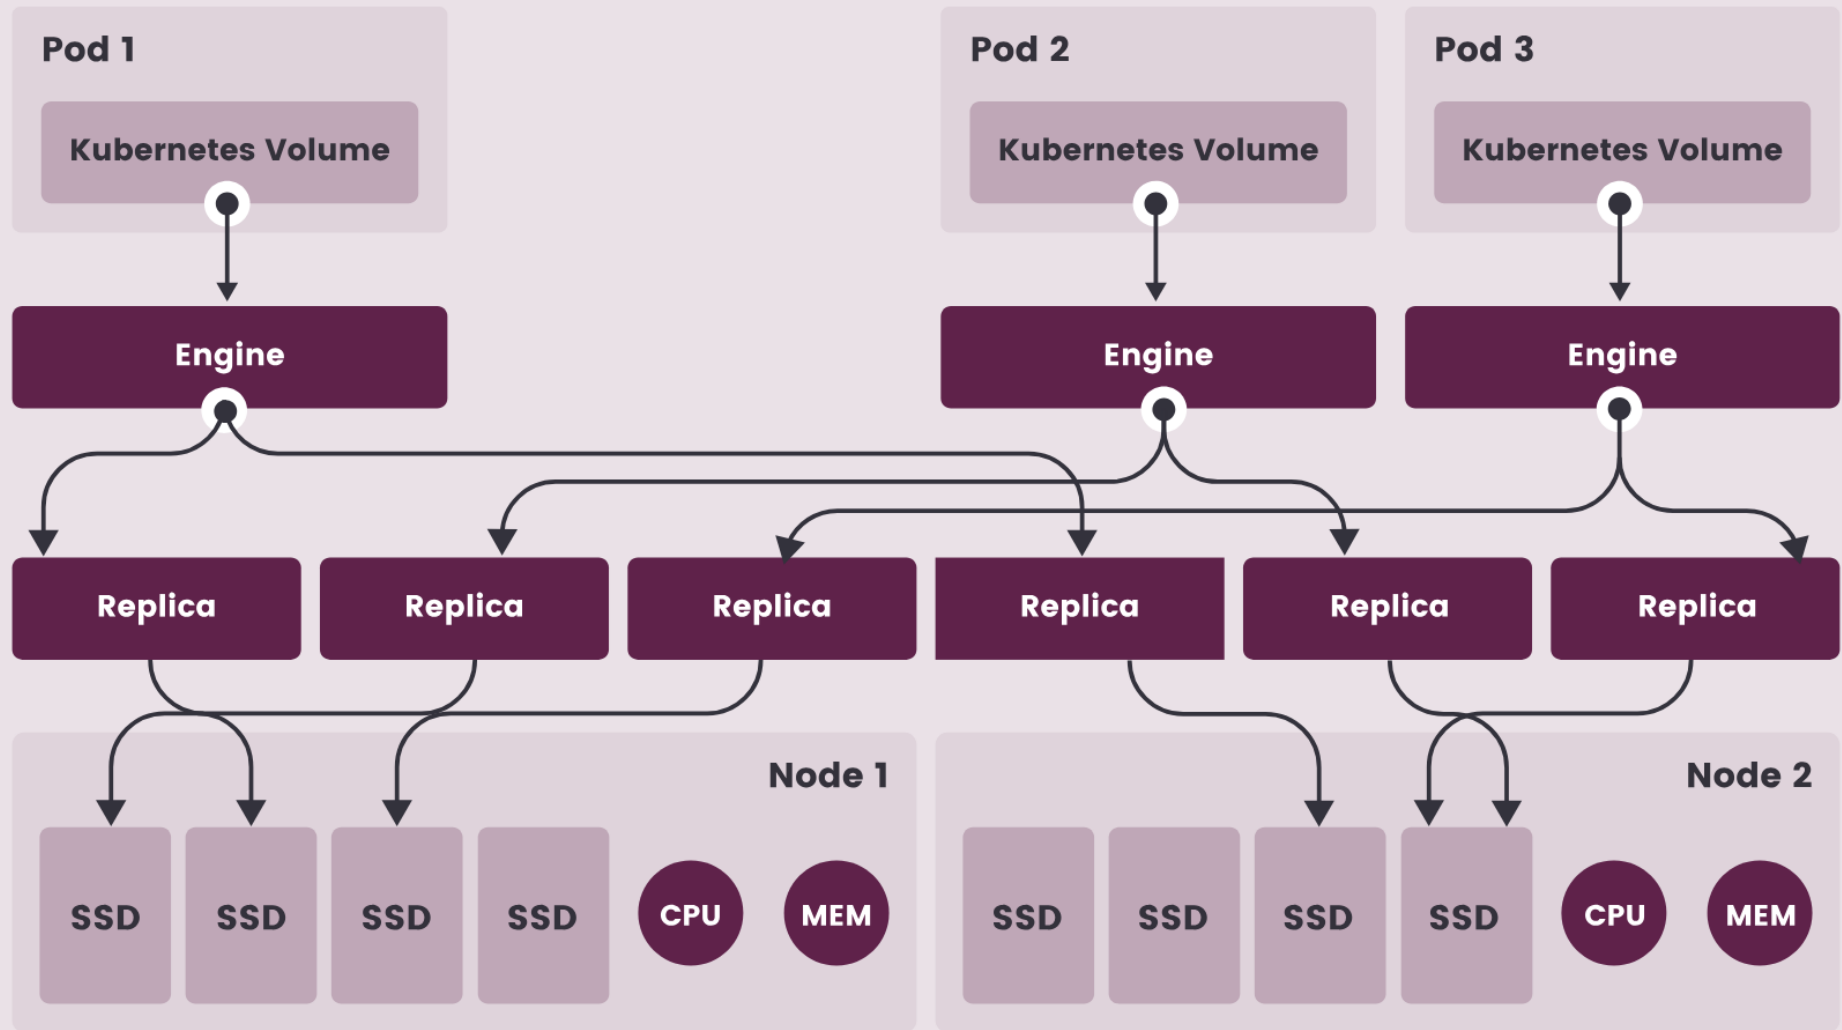 Pod 1
Pod 2
Pod 3
Kubernetes Volume
Kubernetes Volume
Kubernetes Volume
Engine
Engine
Engine
Replica
Replica
Replica
Replica
Replica
Replica
Node 1
Node 2
SSD
SSD
SSD
SSD
CPU
MEM
SSD
SSD
SSD
SSD
CPU
MEM